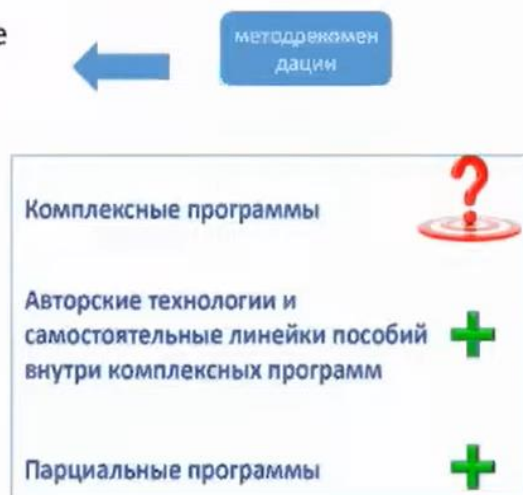 е
методрекомен
дации
Комплексные программы
Авторские технологии и
самостоятельные линейки пособий
внутри комплексных программ
Парциальные программы